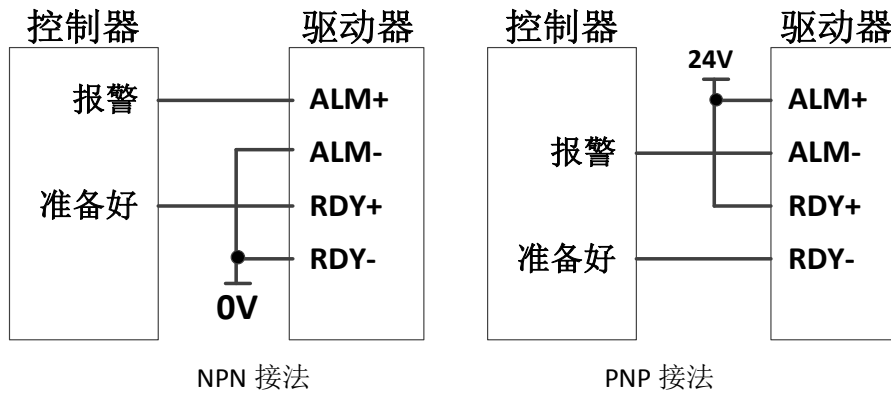 控制器 驱动器
报警 ALM+
ALM-
准备好 RDY+
RDY-
0V
NPN 接法
控制器 驱动器
24V
ALM+
报警 ALM-
RDY+
准备好 RDY-
PNP 接法